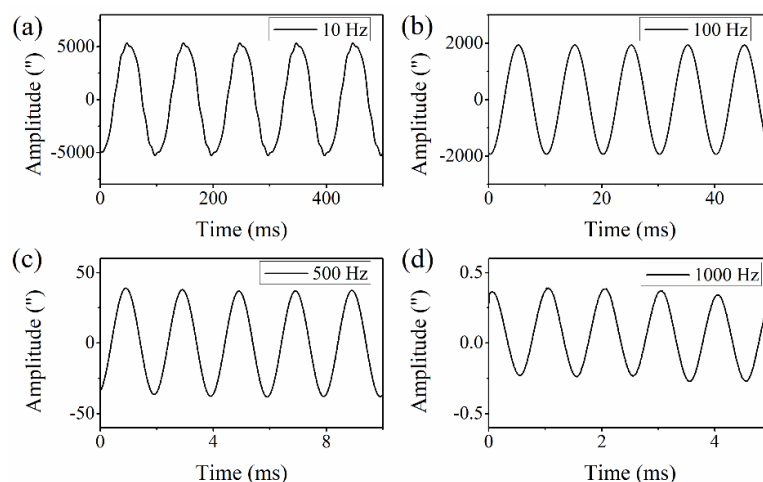 (a)
10 Hz
5000
0
-5000
Amplitude (")
0
200
400
Time (ms)
(b)
100 Hz
2000
0
-2000
Amplitude (")
0
20
40
Time (ms)
(c)
500 Hz
50
0
-50
Amplitude (")
0
4
8
Time (ms)
(d)
1000 Hz
0.5
0.0
-0.5
Amplitude (")
0
2
4
Time (ms)